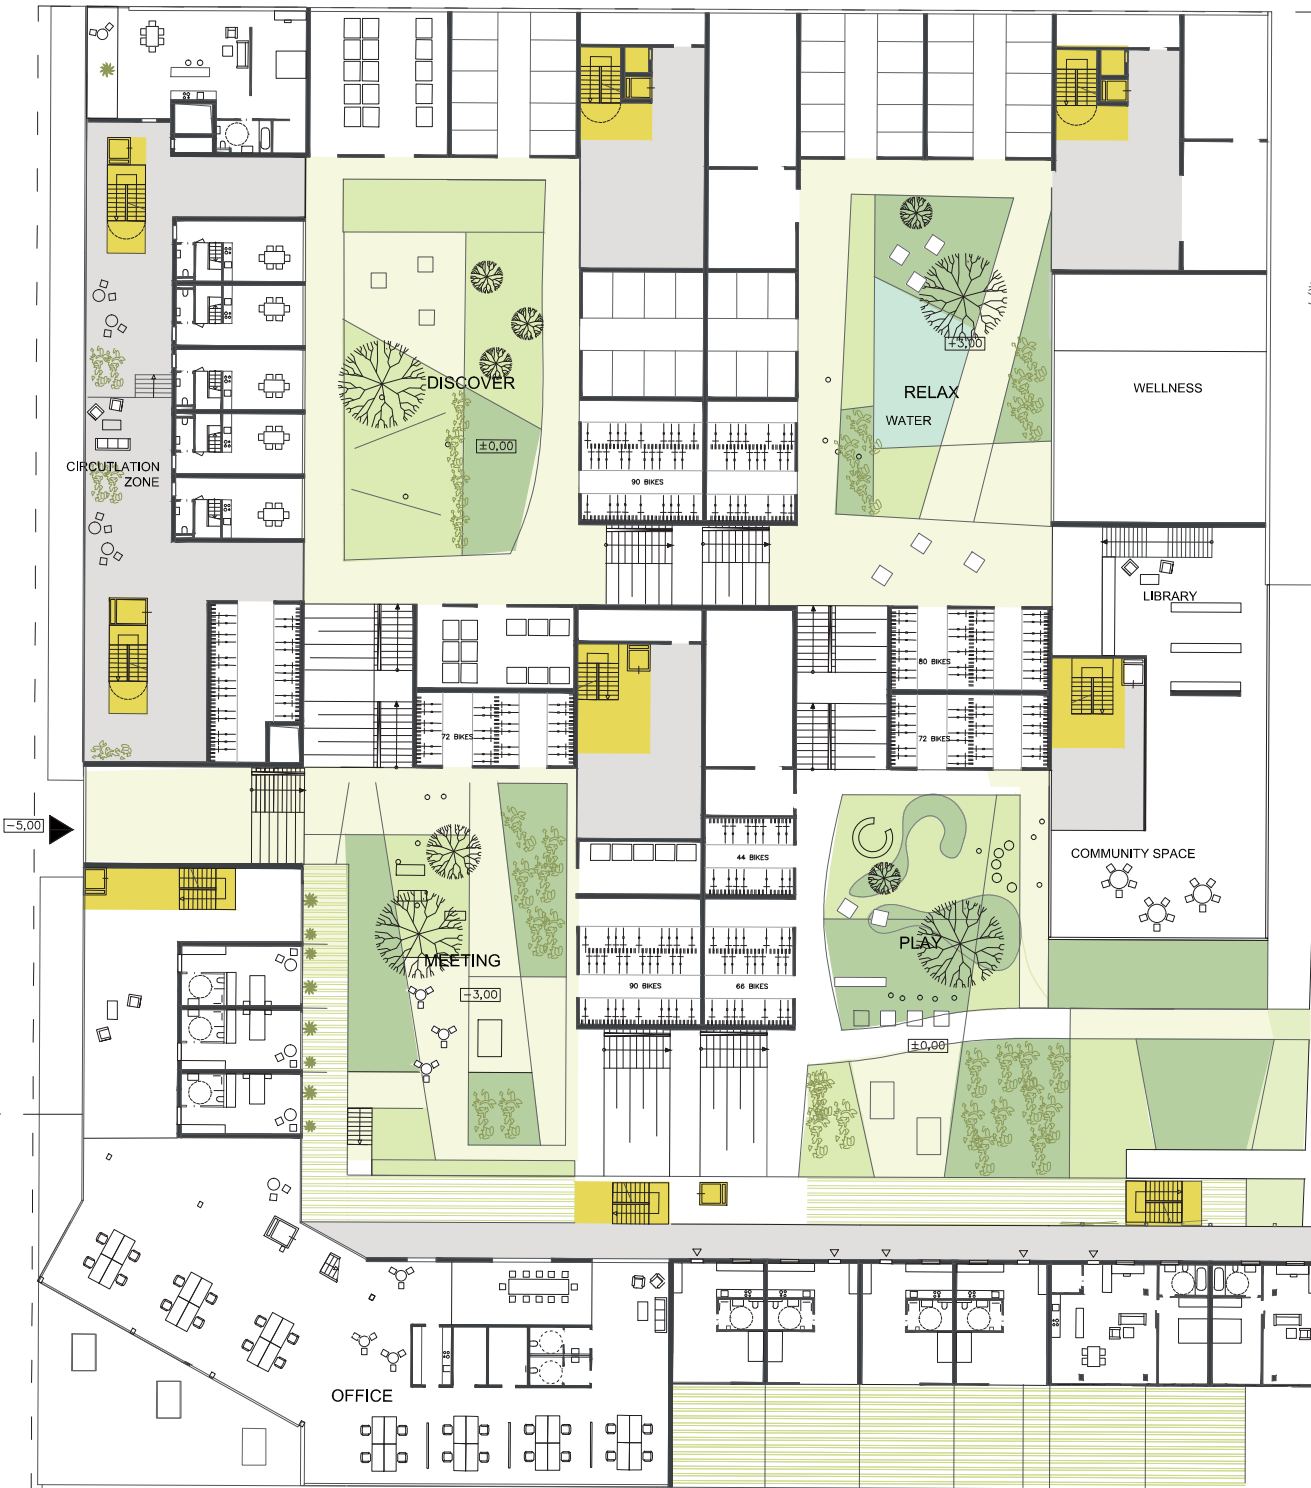 +3,00
DISCOVER
RELAX
WELLNESS
WATER
±0,00
CIRCUTLATION
ZONE
90 BIKES
LIBRARY
80 BIKES
72 BIKES
72 BIKES
-5,00
44 BIKES
COMMUNITY SPACE
PLAY
MEETING
90 BIKES
66 BIKES
-3,00
±0,00
OFFICE